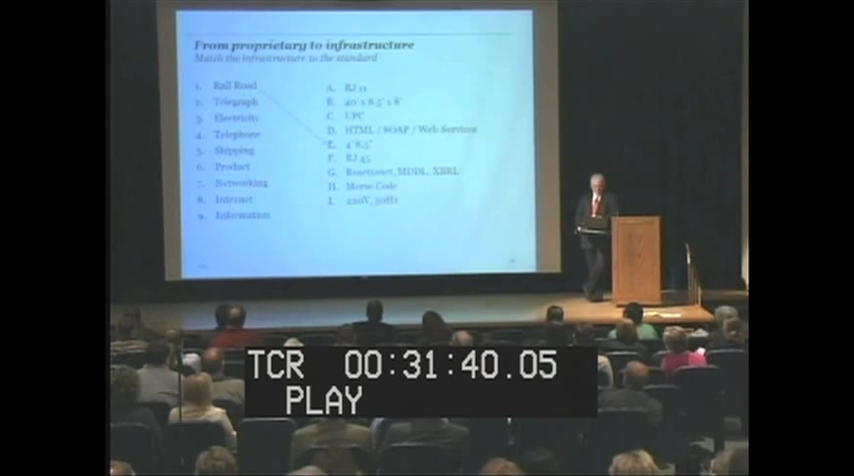 From proprietary to infrastructure
Match the infrastructure to the standard
1. Rail Road
2. Telegraph
3. Electricity
4. Telephone
5. Shipping
6. Product
7. Networking
8. Internet
9. Information
A. RJ 11
B. 40' x 8.5' x 8'
C. UPC
D. HTML / SOAP / Web Services
E. 4' 8.5"
F. RJ 45
G. Rosettanet, MDDL, XBRL
H. Morse Code
I. 220V, 50Hz
TCR 00:31:40.05
PLAY